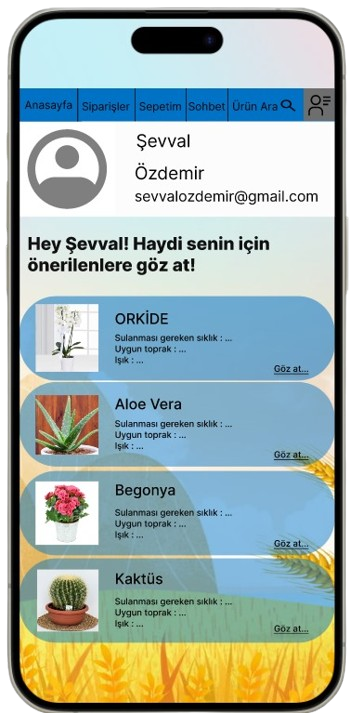 Anasayfa Siparişler Sepetim Sohbet Ürün Ara
Şevval
Özdemir
sevvalozdemir@gmail.com
Hey Şevval! Haydi senin için
önerilenlere göz at!
ORKİDE
Sulanması gereken sıklık : ...
Uygun toprak : ...
Işık : ...
Göz at...
Aloe Vera
Sulanması gereken sıklık : ...
Uygun toprak : ...
Işık : ...
Göz at...
Begonya
Sulanması gereken sıklık : ...
Uygun toprak : ...
Işık : ...
Göz at...
Kaktüs
Sulanması gereken sıklık : ...
Uygun toprak : ...
Işık : ...
Göz at...